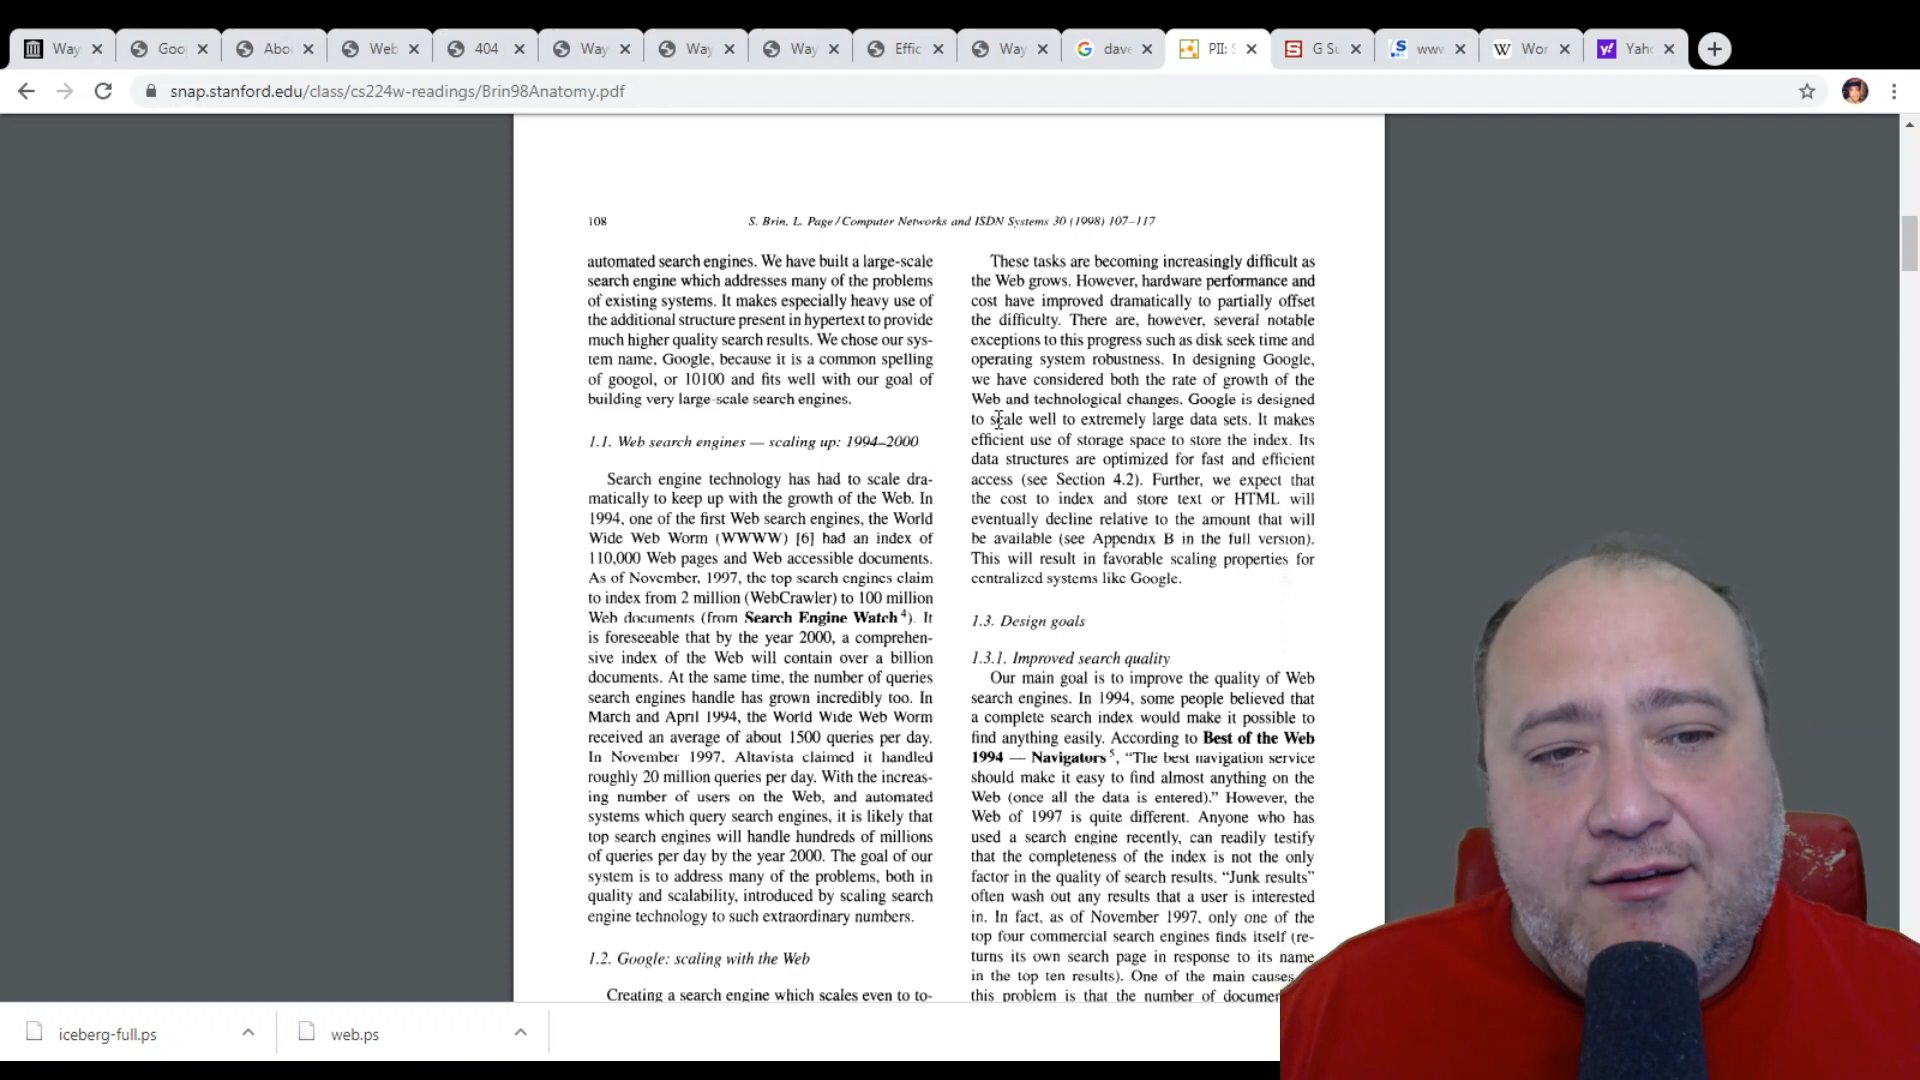 Way
Goo
Abo
Web
404
Way
Way
Way
Effic
Way
dave
PII: S
G Su
www
Wor
Yah
snap.stanford.edu/class/cs224w-readings/Brin98Anatomy.pdf
108
S. Brin, L. Page / Computer Networks and ISDN Systems 30 (1998) 107–117
automated search engines. We have built a large-scale
search engine which addresses many of the problems
of existing systems. It makes especially heavy use of
the additional structure present in hypertext to provide
much higher quality search results. We chose our sys-
tem name, Google, because it is a common spelling
of googol, or 10100 and fits well with our goal of
building very large-scale search engines.
1.1. Web search engines — scaling up: 1994–2000
Search engine technology has had to scale dra-
matically to keep up with the growth of the Web. In
1994, one of the first Web search engines, the World
Wide Web Worm (WWWW) [6] had an index of
110,000 Web pages and Web accessible documents.
As of November, 1997, the top search engines claim
to index from 2 million (WebCrawler) to 100 million
Web documents (from Search Engine Watch 4). It
is foreseeable that by the year 2000, a comprehen-
sive index of the Web will contain over a billion
documents. At the same time, the number of queries
search engines handle has grown incredibly too. In
March and April 1994, the World Wide Web Worm
received an average of about 1500 queries per day.
In November 1997, Altavista claimed it handled
roughly 20 million queries per day. With the increas-
ing number of users on the Web, and automated
systems which query search engines, it is likely that
top search engines will handle hundreds of millions
of queries per day by the year 2000. The goal of our
system is to address many of the problems, both in
quality and scalability, introduced by scaling search
engine technology to such extraordinary numbers.
1.2. Google: scaling with the Web
Creating a search engine which scales even to to-
These tasks are becoming increasingly difficult as
the Web grows. However, hardware performance and
cost have improved dramatically to partially offset
the difficulty. There are, however, several notable
exceptions to this progress such as disk seek time and
operating system robustness. In designing Google,
we have considered both the rate of growth of the
Web and technological changes. Google is designed
to scale well to extremely large data sets. It makes
efficient use of storage space to store the index. Its
data structures are optimized for fast and efficient
access (see Section 4.2). Further, we expect that
the cost to index and store text or HTML will
eventually decline relative to the amount that will
be available (see Appendix B in the full version).
This will result in favorable scaling properties for
centralized systems like Google.
1.3. Design goals
1.3.1. Improved search quality
Our main goal is to improve the quality of Web
search engines. In 1994, some people believed that
a complete search index would make it possible to
find anything easily. According to Best of the Web
1994 — Navigators 5, “The best navigation service
should make it easy to find almost anything on the
Web (once all the data is entered).” However, the
Web of 1997 is quite different. Anyone who has
used a search engine recently, can readily testify
that the completeness of the index is not the only
factor in the quality of search results. “Junk results”
often wash out any results that a user is interested
in. In fact, as of November 1997, only one of the
top four commercial search engines finds itself (re-
turns its own search page in response to its name
in the top ten results). One of the main causes
this problem is that the number of documen
iceberg-full.ps
web.ps